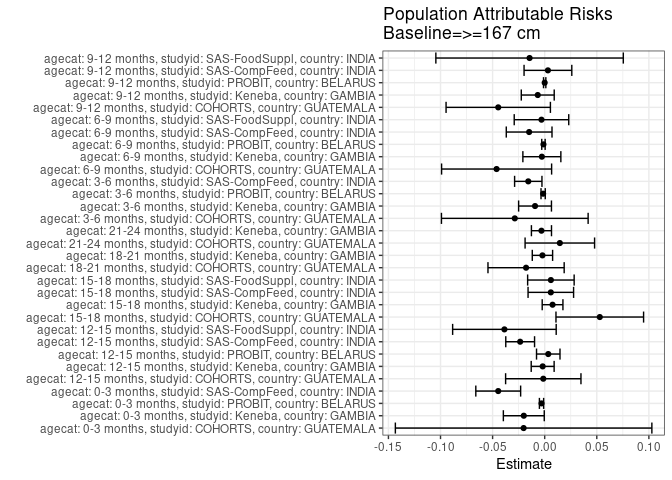 Population Attributable Risks
Baseline=>=167 cm
agecat: 9-12 months, studyid: SAS-FoodSuppl, country: INDIA
agecat: 9-12 months, studyid: SAS-CompFeed, country: INDIA
agecat: 9-12 months, studyid: PROBIT, country: BELARUS
agecat: 9-12 months, studyid: Keneba, country: GAMBIA
agecat: 9-12 months, studyid: COHORTS, country: GUATEMALA
agecat: 6-9 months, studyid: SAS-FoodSuppl, country: INDIA
agecat: 6-9 months, studyid: SAS-CompFeed, country: INDIA
agecat: 6-9 months, studyid: PROBIT, country: BELARUS
agecat: 6-9 months, studyid: Keneba, country: GAMBIA
agecat: 6-9 months, studyid: COHORTS, country: GUATEMALA
agecat: 3-6 months, studyid: SAS-CompFeed, country: INDIA
agecat: 3-6 months, studyid: PROBIT, country: BELARUS
agecat: 3-6 months, studyid: Keneba, country: GAMBIA
agecat: 3-6 months, studyid: COHORTS, country: GUATEMALA
agecat: 21-24 months, studyid: Keneba, country: GAMBIA
agecat: 21-24 months, studyid: COHORTS, country: GUATEMALA
agecat: 18-21 months, studyid: Keneba, country: GAMBIA
agecat: 18-21 months, studyid: COHORTS, country: GUATEMALA
agecat: 15-18 months, studyid: SAS-FoodSuppl, country: INDIA
agecat: 15-18 months, studyid: SAS-CompFeed, country: INDIA
agecat: 15-18 months, studyid: Keneba, country: GAMBIA
agecat: 15-18 months, studyid: COHORTS, country: GUATEMALA
agecat: 12-15 months, studyid: SAS-FoodSuppl, country: INDIA
agecat: 12-15 months, studyid: SAS-CompFeed, country: INDIA
agecat: 12-15 months, studyid: PROBIT, country: BELARUS
agecat: 12-15 months, studyid: Keneba, country: GAMBIA
agecat: 12-15 months, studyid: COHORTS, country: GUATEMALA
agecat: 0-3 months, studyid: SAS-CompFeed, country: INDIA
agecat: 0-3 months, studyid: PROBIT, country: BELARUS
agecat: 0-3 months, studyid: Keneba, country: GAMBIA
agecat: 0-3 months, studyid: COHORTS, country: GUATEMALA
-0.15 -0.10 -0.05 0.00 0.05 0.10
Estimate